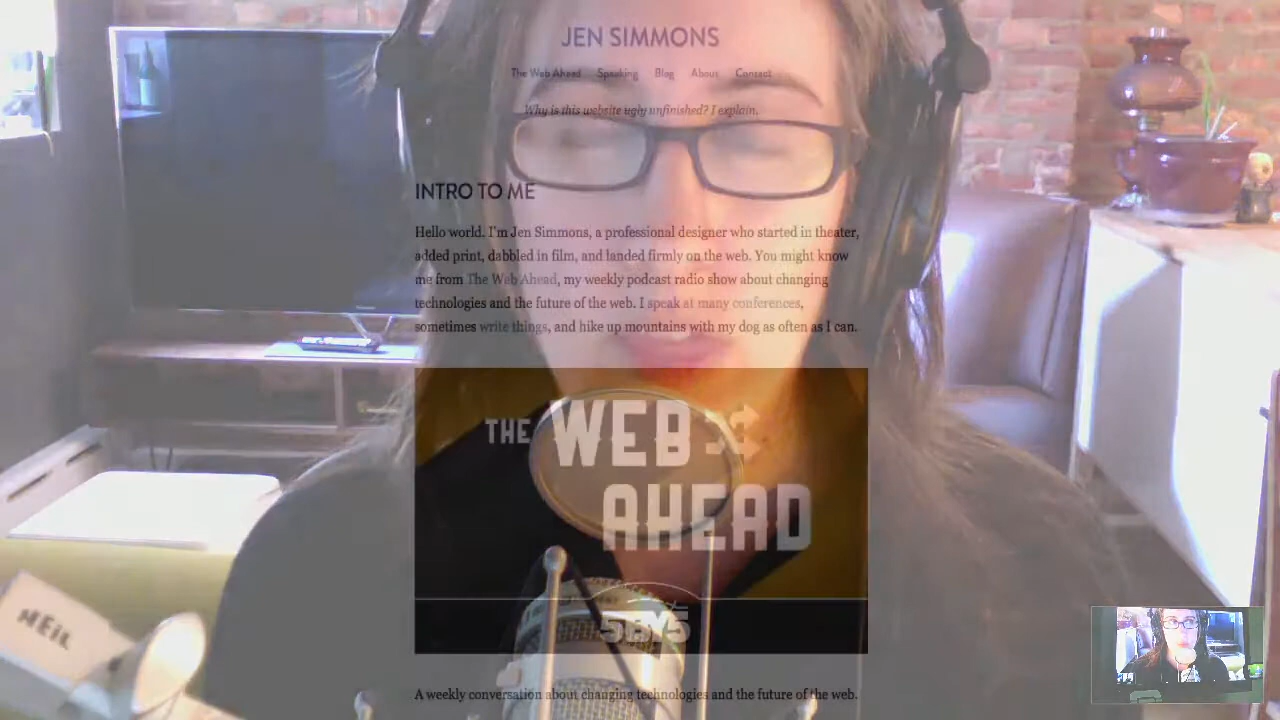 JEN SIMMONS
The Web Ahead Speaking Blog About Contact
Why is this website ugly unfinished? I explain.
INTRO TO ME
Hello world. I'm Jen Simmons, a professional designer who started in theater,
added print, dabbled in film, and landed firmly on the web. You might know
me from The Web Ahead, my weekly podcast radio show about changing
technologies and the future of the web. I speak at many conferences,
sometimes write things, and hike up mountains with my dog as often as I can.
THE WEB
AHEAD
5BY5
A weekly conversation about changing technologies and the future of the web.
NEIL